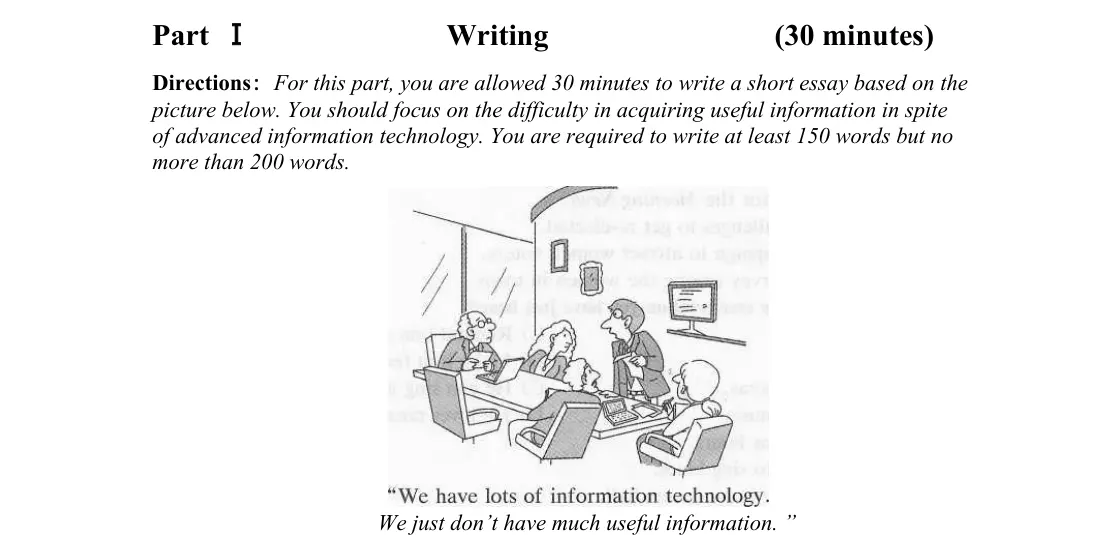 Part Ⅰ Writing (30 minutes)
Directions: For this part, you are allowed 30 minutes to write a short essay based on the
picture below. You should focus on the difficulty in acquiring useful information in spite
of advanced information technology. You are required to write at least 150 words but no
more than 200 words.
“We have lots of information technology.
We just don’t have much useful information. ”